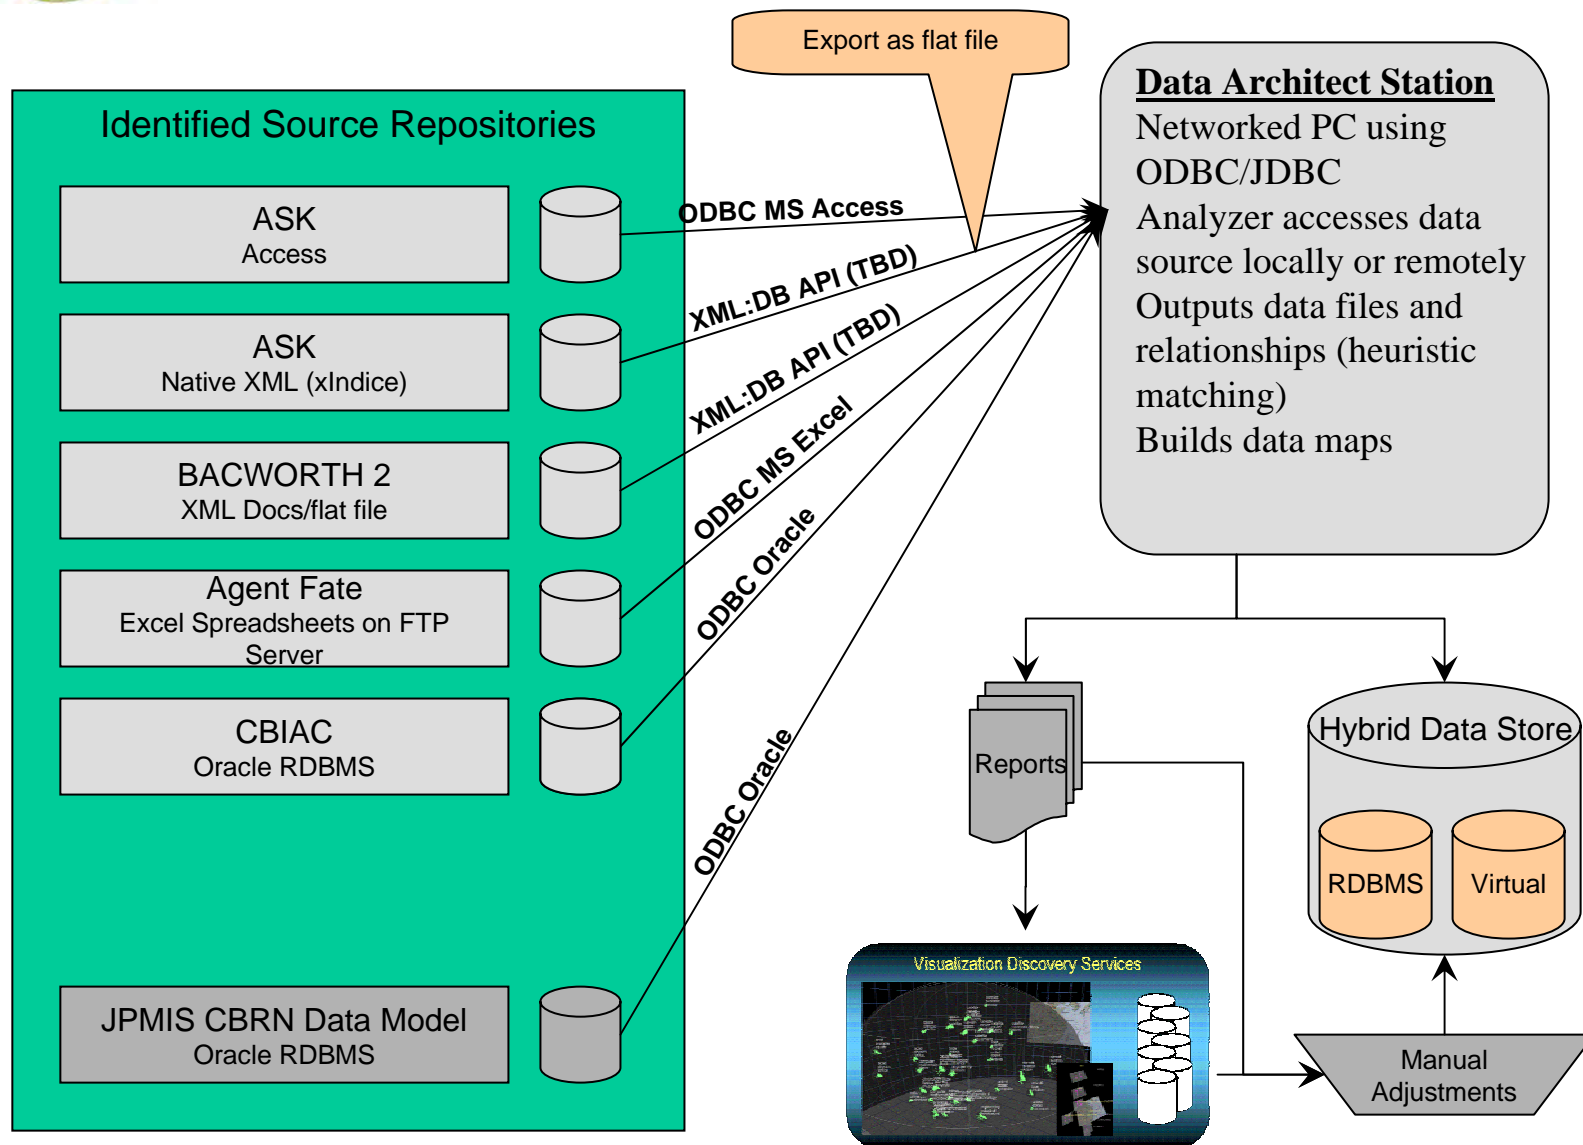 Export as flat file
Identified Source Repositories
ASK
Access
ASK
Native XML (xIndice)
BACWORTH 2
XML Docs/flat file
Agent Fate
Excel Spreadsheets on FTP
Server
CBIAC
Oracle RDBMS
JPMIS CBRN Data Model
Oracle RDBMS
ODBC MS Access
XML:DB API (TBD)
XML:DB API (TBD)
ODBC MS Excel
ODBC Oracle
ODBC Oracle
Data Architect Station
Networked PC using
ODBC/JDBC
Analyzer accesses data
source locally or remotely
Outputs data files and
relationships (heuristic
matching)
Builds data maps
Reports
Hybrid Data Store
RDBMS
Virtual
Visualization Discovery Services
Manual
Adjustments